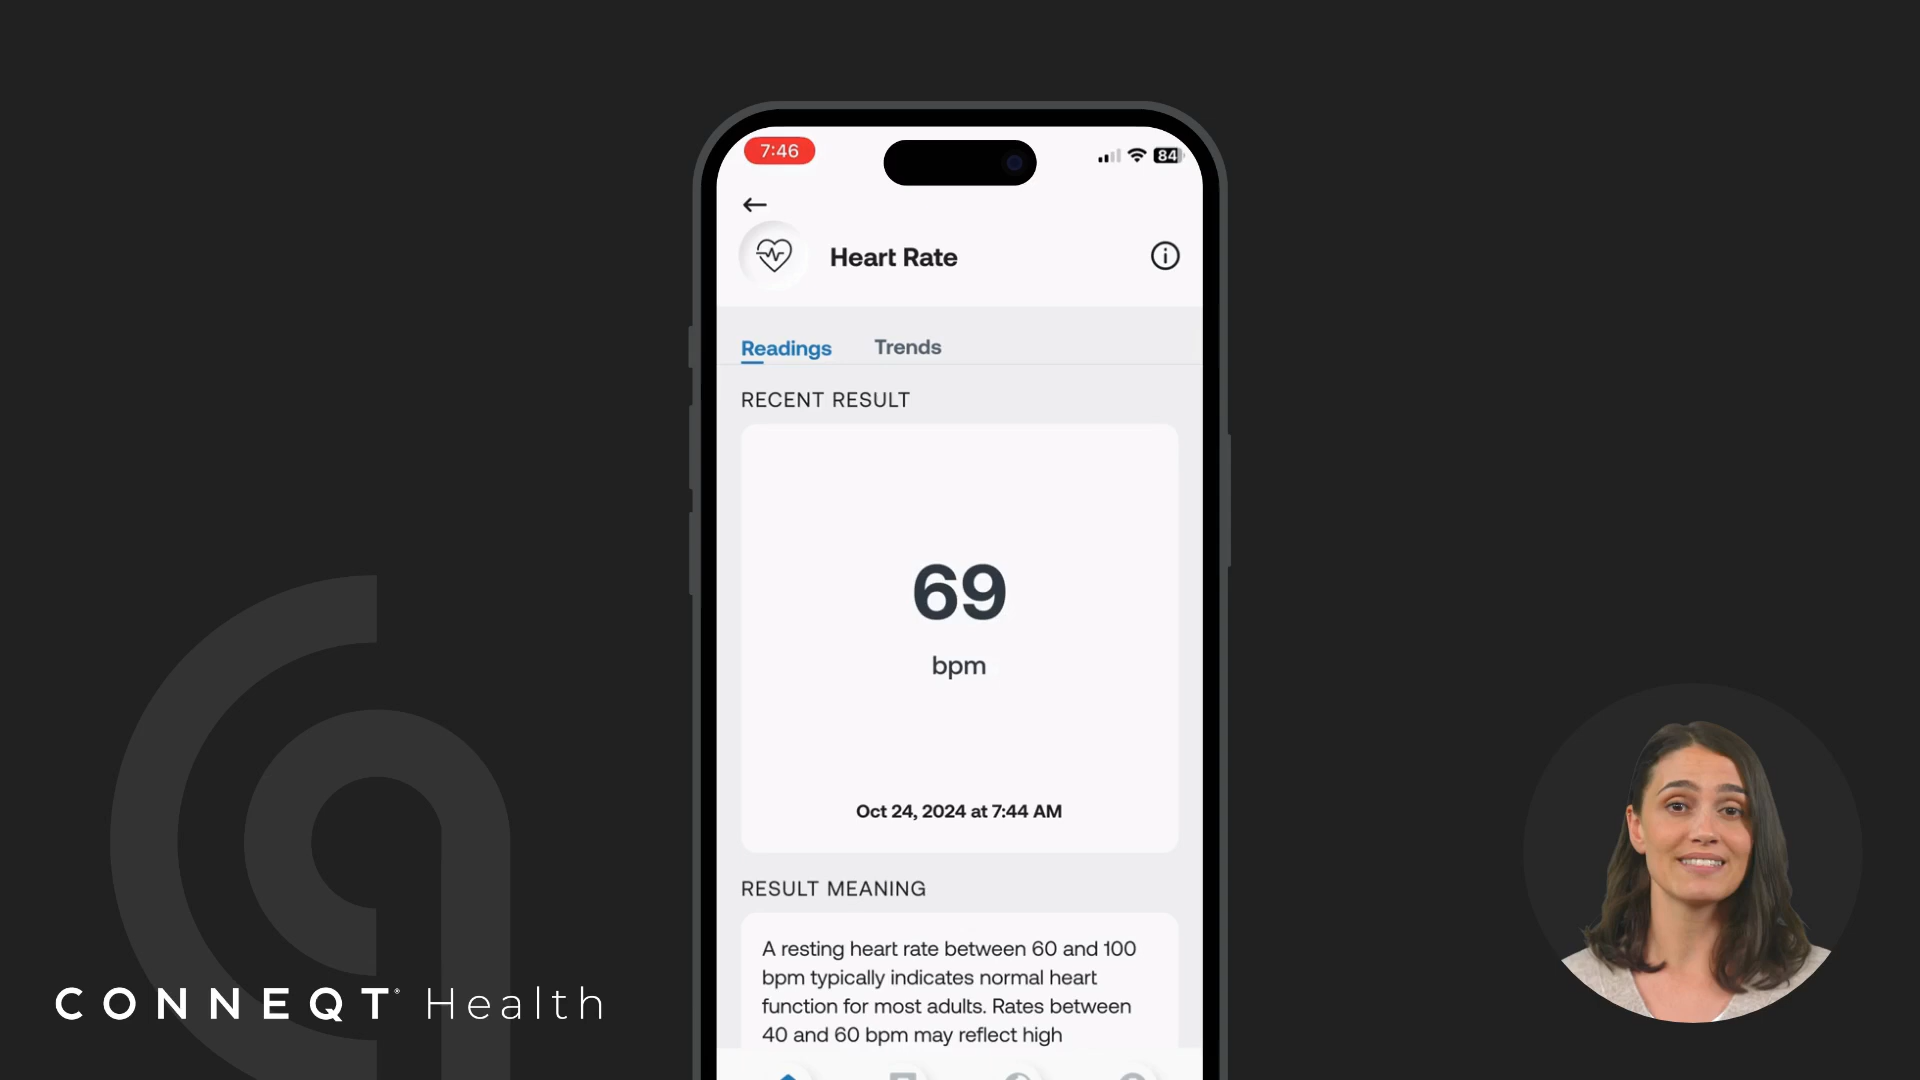 7:46
84
Heart Rate
Readings Trends
RECENT RESULT
69
bpm
Oct 24, 2024 at 7:44 AM
RESULT MEANING
A resting heart rate between 60 and 100
bpm typically indicates normal heart
function for most adults. Rates between
40 and 60 bpm may reflect high
CONNEQT Health